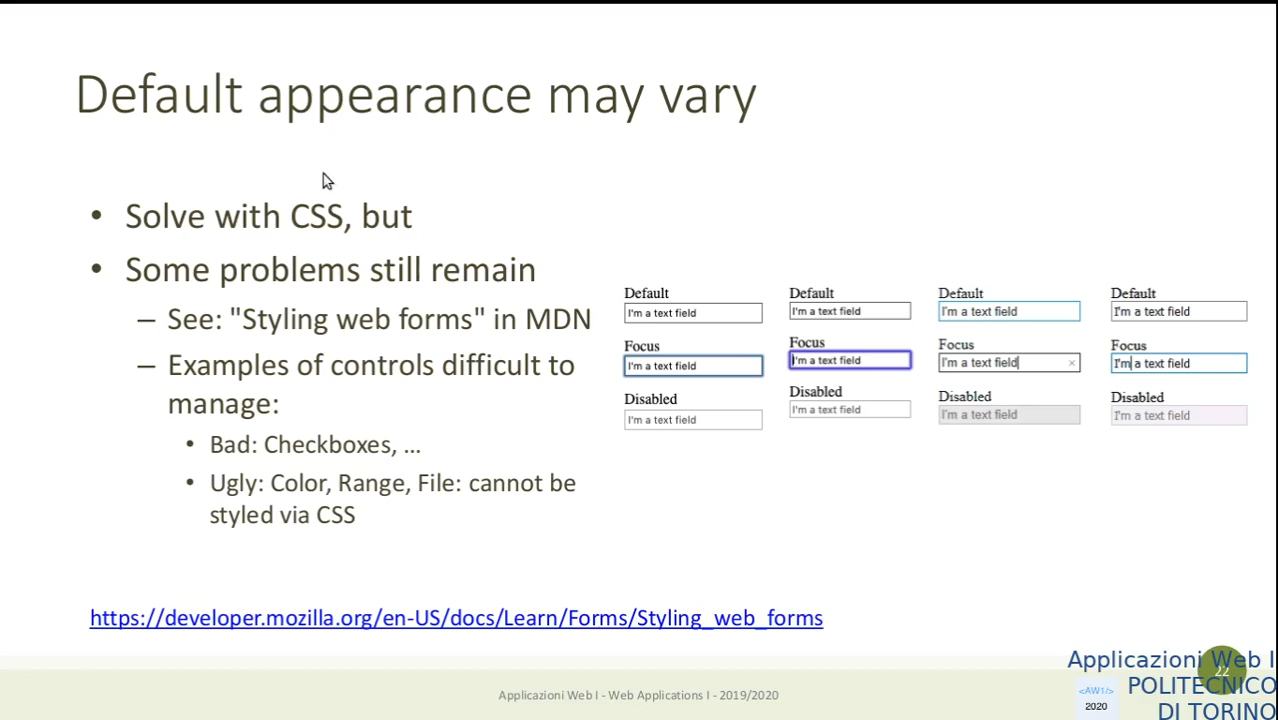 Default appearance may vary
• Solve with CSS, but
• Some problems still remain
– See: "Styling web forms" in MDN
– Examples of controls difficult to
manage:
• Bad: Checkboxes, …
• Ugly: Color, Range, File: cannot be
styled via CSS
Default
I'm a text field
Focus
I'm a text field
Disabled
I'm a text field
Default
I'm a text field
Focus
I'm a text field
Disabled
I'm a text field
Default
I'm a text field
Focus
I'm a text field
Disabled
I'm a text field
Default
I'm a text field
Focus
I'm a text field
Disabled
I'm a text field
https://developer.mozilla.org/en-US/docs/Learn/Forms/Styling_web_forms
Applicazioni Web I - Web Applications I - 2019/2020
22
Applicazioni Web I
POLITECNICO
DI TORINO
<AW1/>
2020